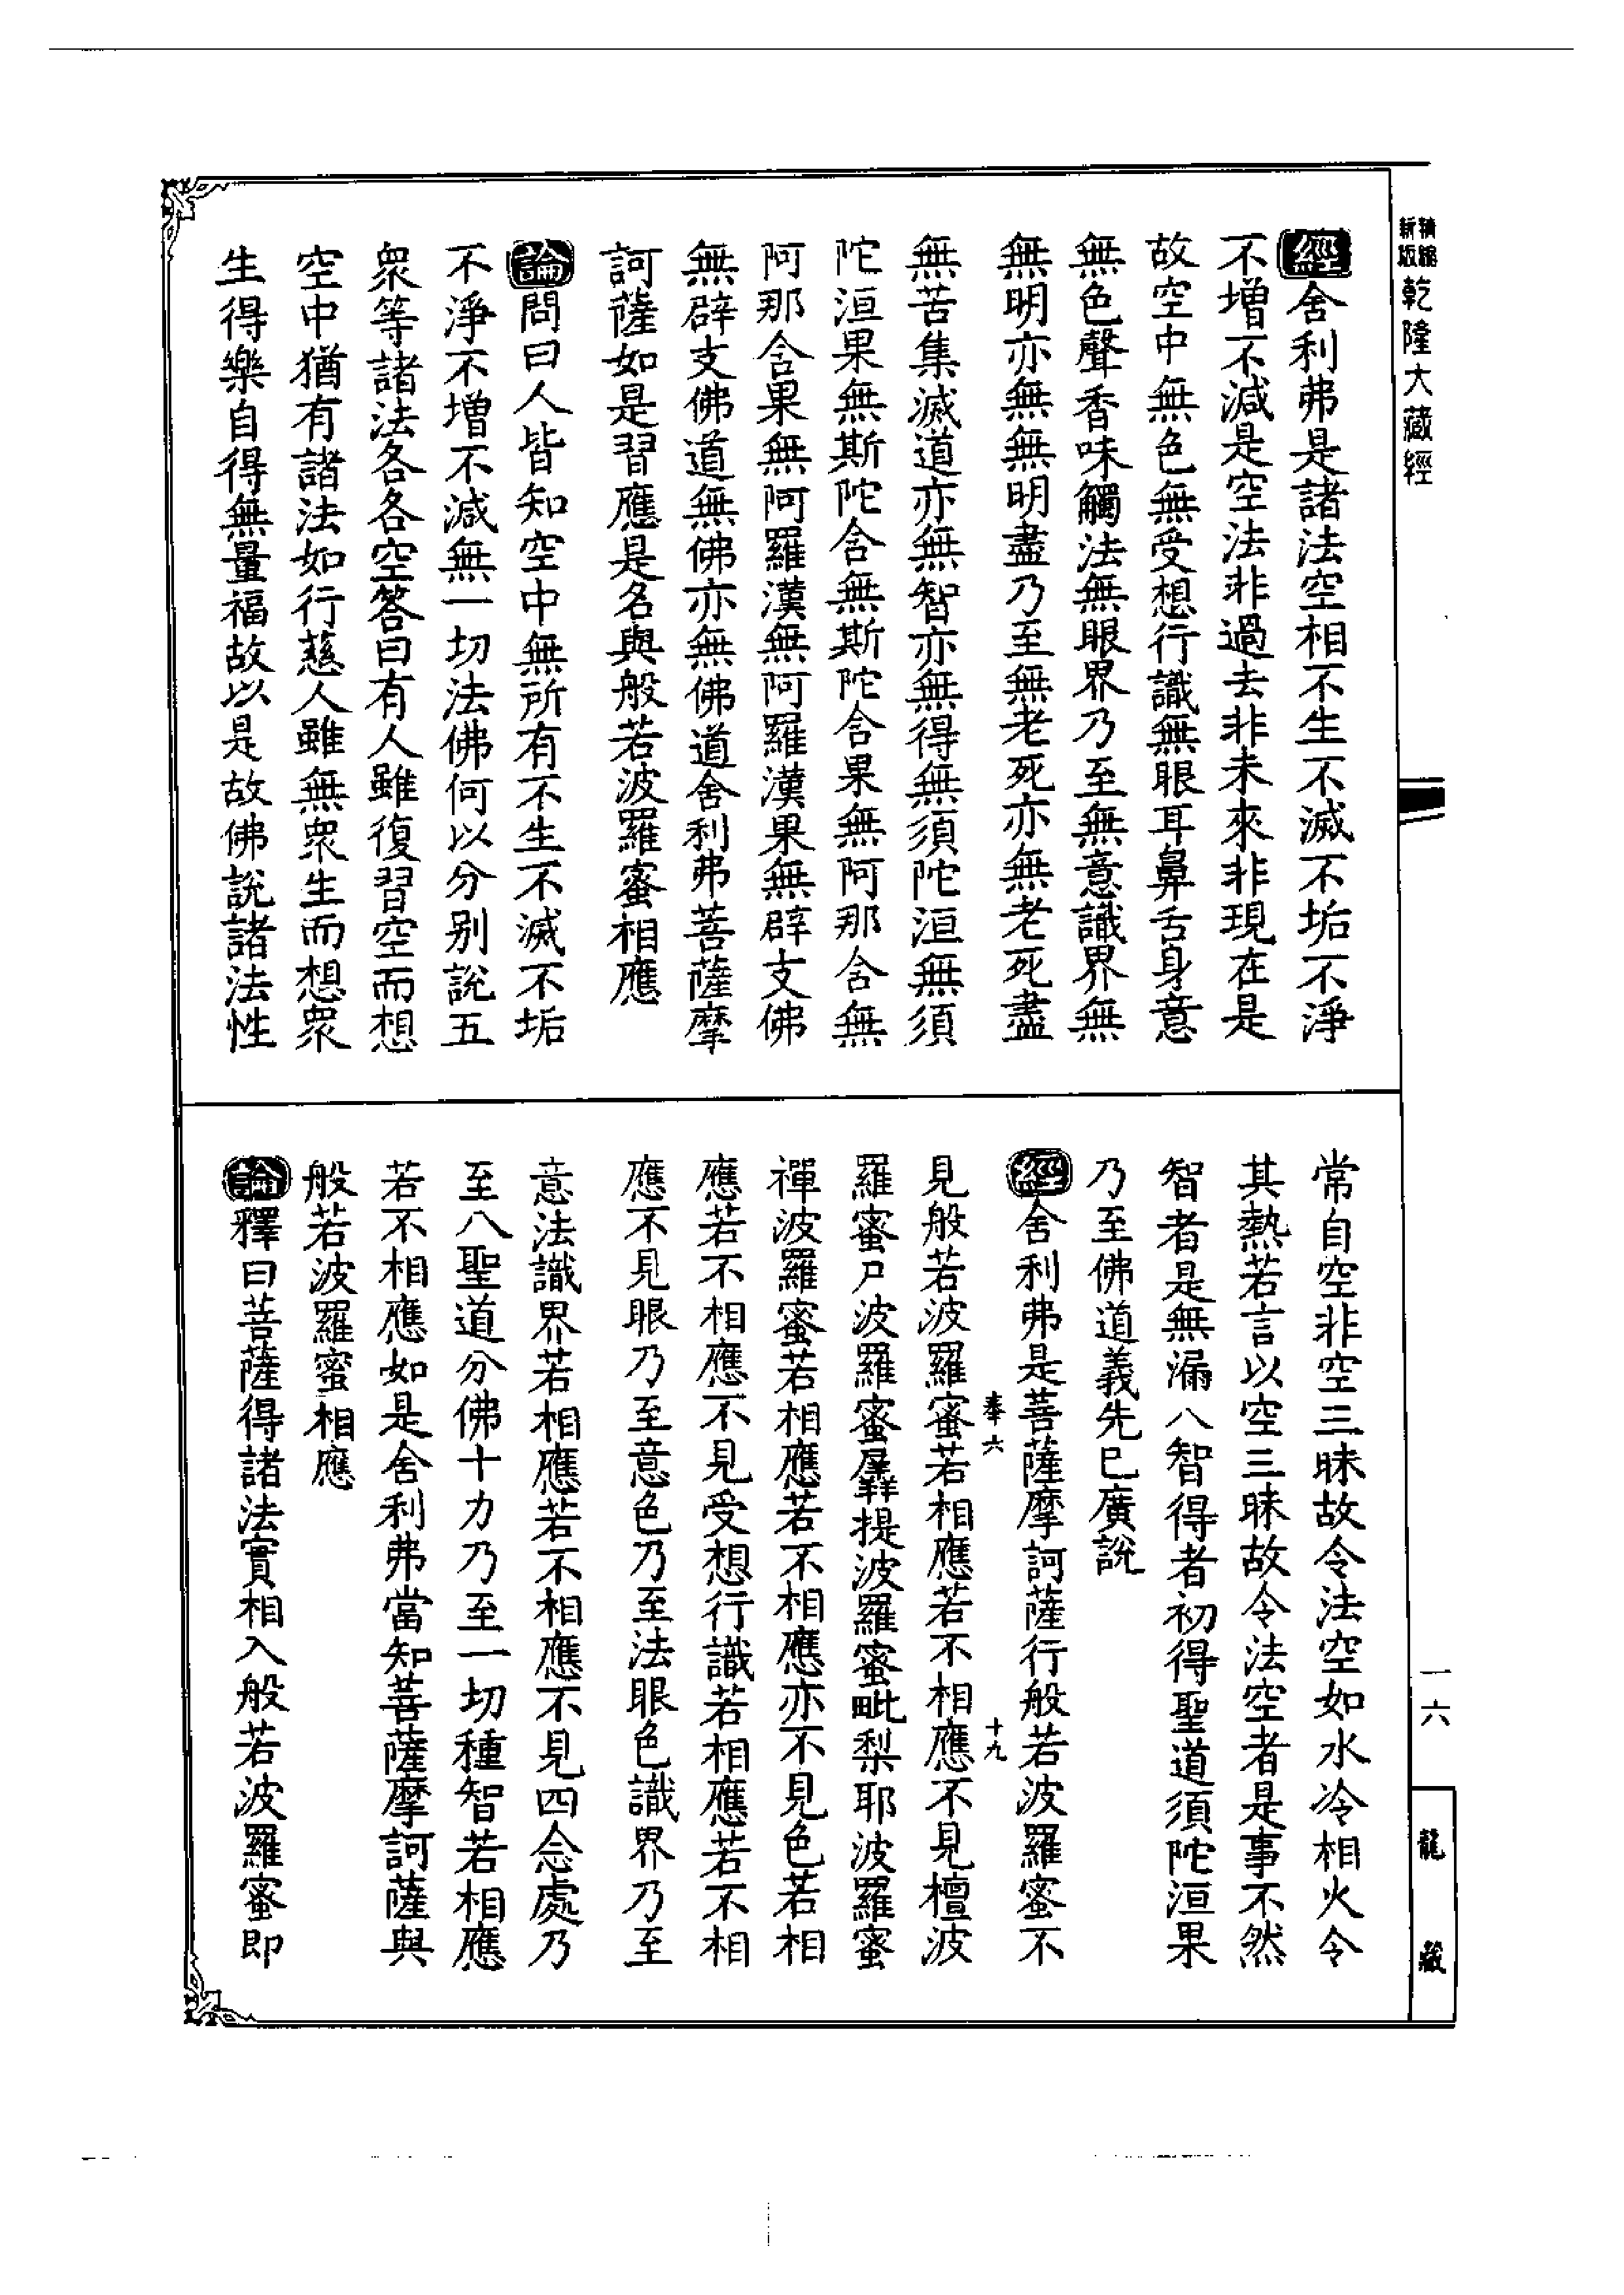 精縮新版乾隆大藏經
經舍利弗是諸法空相不生不滅不垢不淨
不增不減是空法非過去非未來非現在是
故空中無色無受想行識無眼耳鼻舌身意
無色聲香味觸法無眼界乃至無意識界無
無明亦無無明盡乃至無老死亦無老死盡
無苦集滅道亦無智亦無得無須陀洹無須
陀洹果無斯陀含無斯陀含果無阿那含無
阿那含果無阿羅漢無阿羅漢果無辟支佛
無辟支佛道無佛亦無佛道舍利弗菩薩摩
訶薩如是習應是名與般若波羅蜜相應
論問曰人皆知空中無所有不生不滅不垢
不淨不增不減無一切法佛何以分別說五
眾等諸法各各空答曰有人雖復習空而想
空中猶有諸法如行慈人雖無眾生而想眾
生得樂自得無量福故以是故佛說諸法性
常自空非空三昧故令法空如水冷相火令
其熱若言以空三昧故令法空者是事不然
智者是無漏八智得者初得聖道須陀洹果
乃至佛道義先已廣說
經舍利弗是菩薩摩訶薩行般若波羅蜜不
奉六
十九
見般若波羅蜜若相應若不相應不見檀波
羅蜜尸波羅蜜羼提波羅蜜毗梨耶波羅蜜
禪波羅蜜若相應若不相應亦不見色若相
應若不相應不見受想行識若相應若不相
應不見眼乃至意色乃至法眼色識界乃至
意法識界若相應若不相應不見四念處乃
至八聖道分佛十力乃至一切種智若相應
若不相應如是舍利弗當知菩薩摩訶薩與
般若波羅蜜相應
論釋曰菩薩得諸法實相入般若波羅蜜即
一六
龍藏